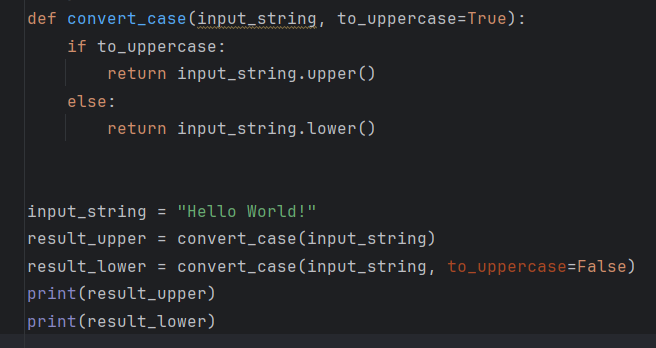 def convert_case(input_string, to_uppercase=True):
    if to_uppercase:
        return input_string.upper()
    else:
        return input_string.lower()


input_string = "Hello World!"
result_upper = convert_case(input_string)
result_lower = convert_case(input_string, to_uppercase=False)
print(result_upper)
print(result_lower)